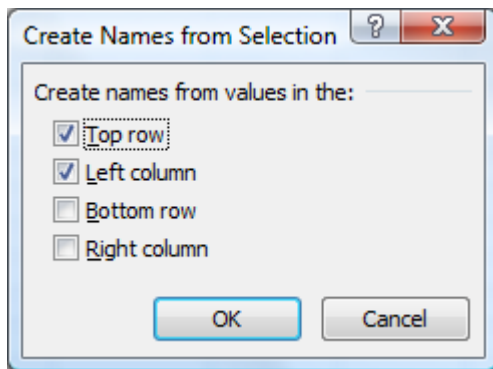 Create Names from Selection
Create names from values in the:
Top row
Left column
Bottom row
Right column
OK Cancel